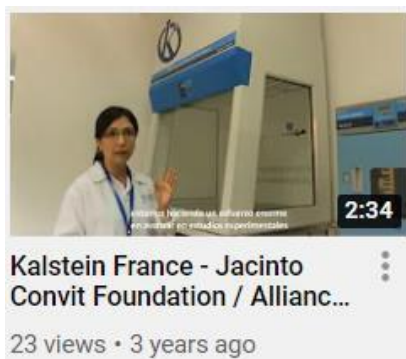 estamos haciendo un esfuerzo enorme
en avanzar en estudios experimentales
2:34
Kalstein France - Jacinto
Convit Foundation / Allianc...
23 views • 3 years ago